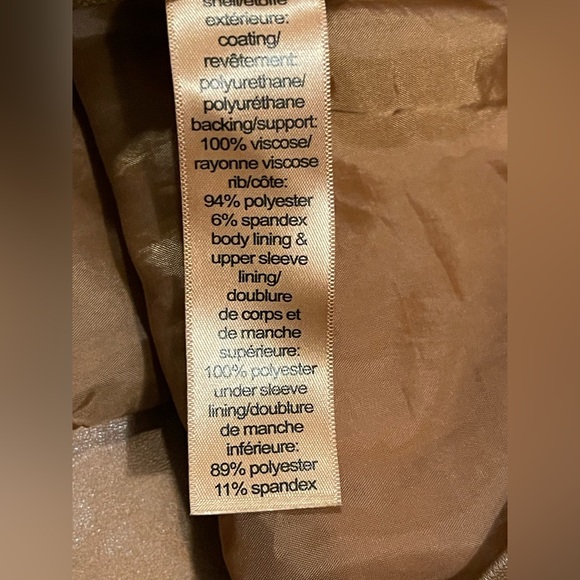 shell/étoffe
extérieure:
coating/
revêtement:
polyurethane/
polyuréthane
backing/support:
100% viscose/
rayonne viscose
rib/côte:
94% polyester
6% spandex
body lining &
upper sleeve
lining/
doublure
de corps et
de manche
supérieure:
100% polyester
under sleeve
lining/doublure
de manche
inférieure:
89% polyester
11% spandex